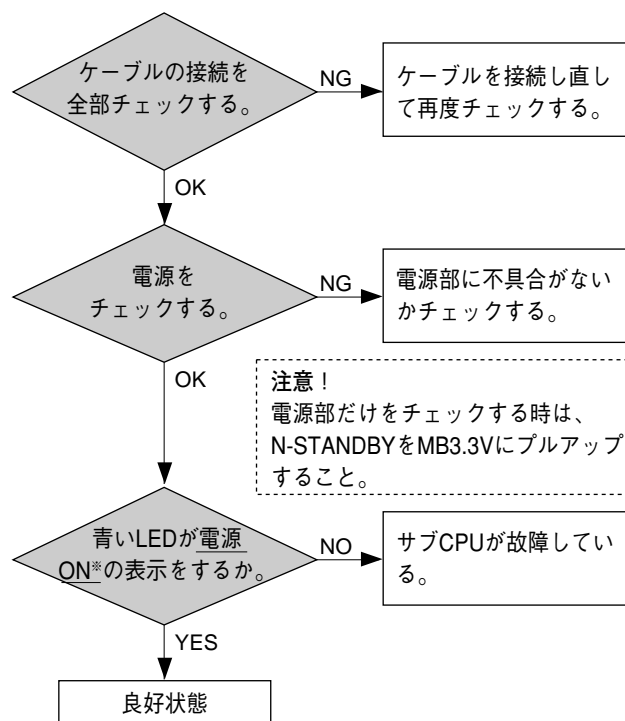 ケーブルの接続を
全部チェックする。
NG
ケーブルを接続し直し
て再度チェックする。
OK
電源を
チェックする。
NG
電源部に不具合がない
かチェックする。
OK
注意！
電源部だけをチェックする時は、
N-STANDBYをMB3.3Vにプルアップ
すること。
青いLEDが電源
ON※の表示をするか。
NO
サブCPUが故障してい
る。
YES
良好状態